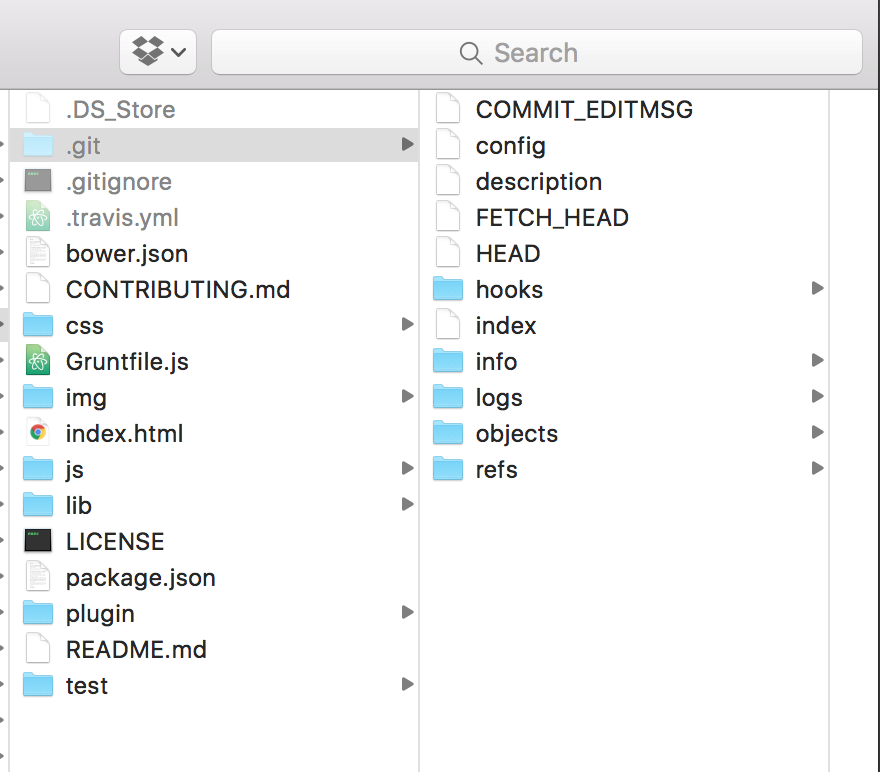 Search
.DS_Store
.git
.gitignore
.travis.yml
bower.json
CONTRIBUTING.md
css
Gruntfile.js
img
index.html
js
lib
LICENSE
package.json
plugin
README.md
test
COMMIT_EDITMSG
config
description
FETCH_HEAD
HEAD
hooks
index
info
logs
objects
refs